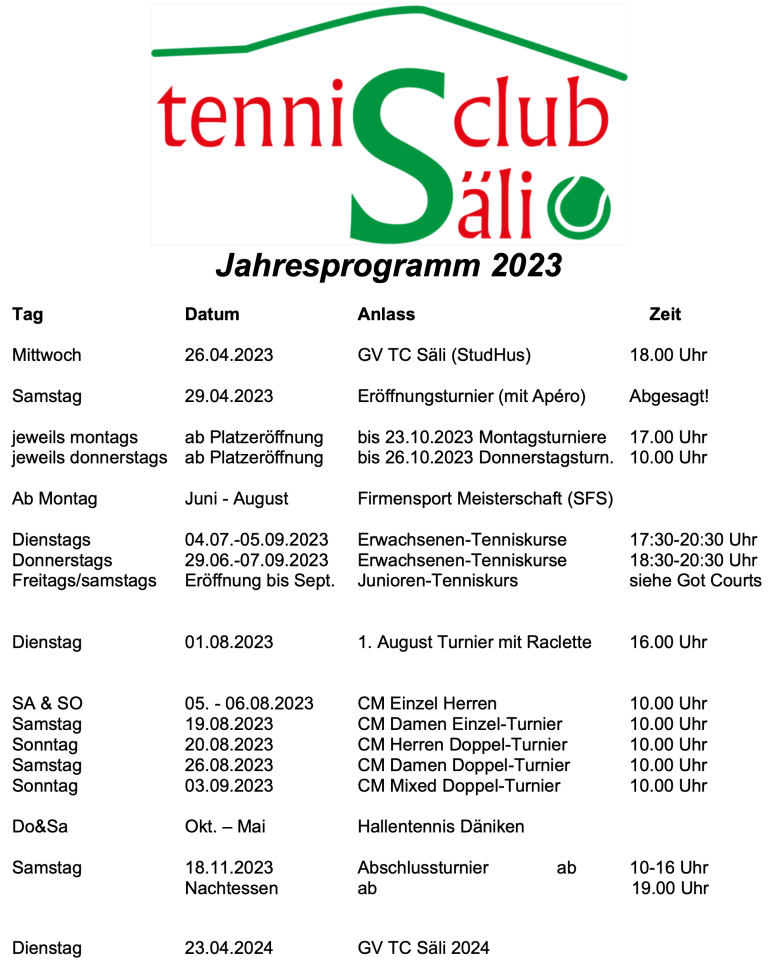 tenniSclub
Säli
Jahresprogramm 2023
Tag Datum Anlass Zeit
Mittwoch 26.04.2023 GV TC Säli (StudHus) 18.00 Uhr
Samstag 29.04.2023 Eröffnungsturnier (mit Apéro) Abgesagt!
jeweils montags ab Platzeröffnung bis 23.10.2023 Montagsturniere 17.00 Uhr
jeweils donnerstags ab Platzeröffnung bis 26.10.2023 Donnerstagsturn. 10.00 Uhr
Ab Montag Juni - August Firmensport Meisterschaft (SFS)
Dienstags 04.07.-05.09.2023 Erwachsenen-Tenniskurse 17:30-20:30 Uhr
Donnerstags 29.06.-07.09.2023 Erwachsenen-Tenniskurse 18:30-20:30 Uhr
Freitags/samstags Eröffnung bis Sept. Junioren-Tenniskurs siehe Got Courts
Dienstag 01.08.2023 1. August Turnier mit Raclette 16.00 Uhr
SA & SO 05. - 06.08.2023 CM Einzel Herren 10.00 Uhr
Samstag 19.08.2023 CM Damen Einzel-Turnier 10.00 Uhr
Sonntag 20.08.2023 CM Herren Doppel-Turnier 10.00 Uhr
Samstag 26.08.2023 CM Damen Doppel-Turnier 10.00 Uhr
Sonntag 03.09.2023 CM Mixed Doppel-Turnier 10.00 Uhr
Do&Sa Okt. – Mai Hallentennis Däniken
Samstag 18.11.2023 Abschlussturnier ab 10-16 Uhr
Nachtessen ab 19.00 Uhr
Dienstag 23.04.2024 GV TC Säli 2024